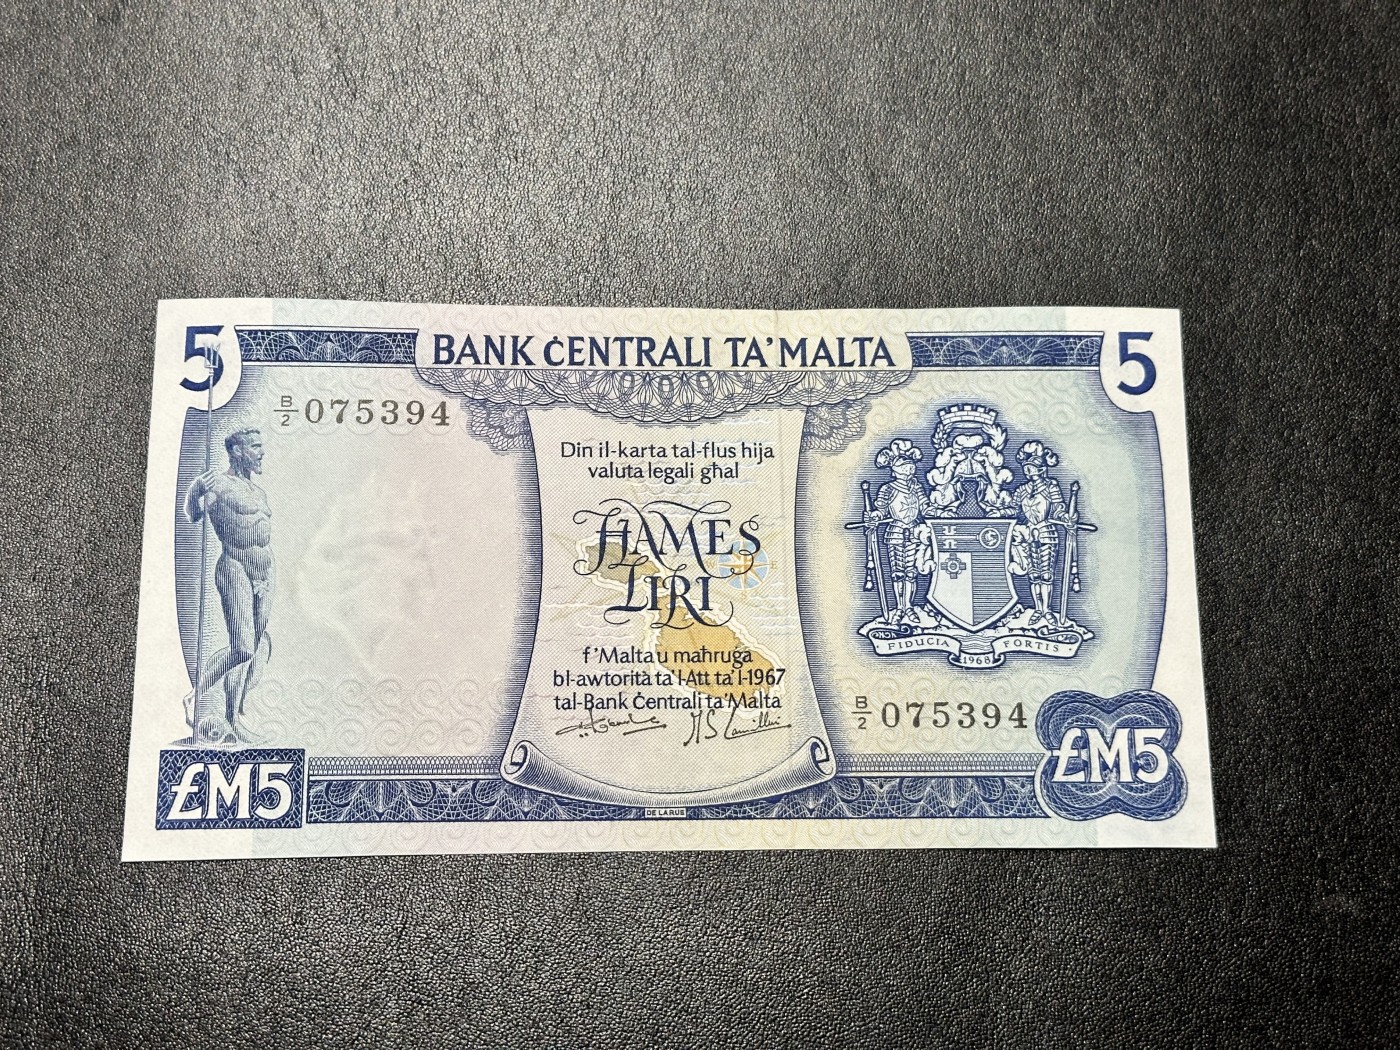 5
BANK ĊENTRALI TA' MALTA
5
B/2 075394
Din il-karta tal-flus hija
valuta legali għal
ĦAMES
LIRI
f'Malta u maħruġa
bl-awtorità ta' l-Att ta' l-1967
tal-Bank Ċentrali ta' Malta
FIDUCIA FORTIS
1968
B/2 075394
£M5
£M5
DE LA RUE